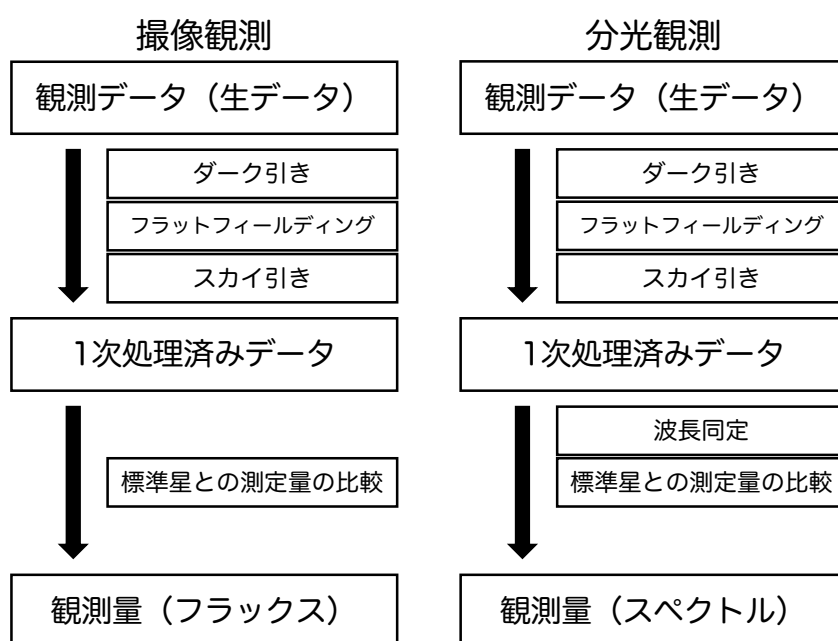 撮像観測
観測データ（生データ）
ダーク引き
フラットフィールディング
スカイ引き
1次処理済みデータ
標準星との測定量の比較
観測量（フラックス）
分光観測
観測データ（生データ）
ダーク引き
フラットフィールディング
スカイ引き
1次処理済みデータ
波長同定
標準星との測定量の比較
観測量（スペクトル）